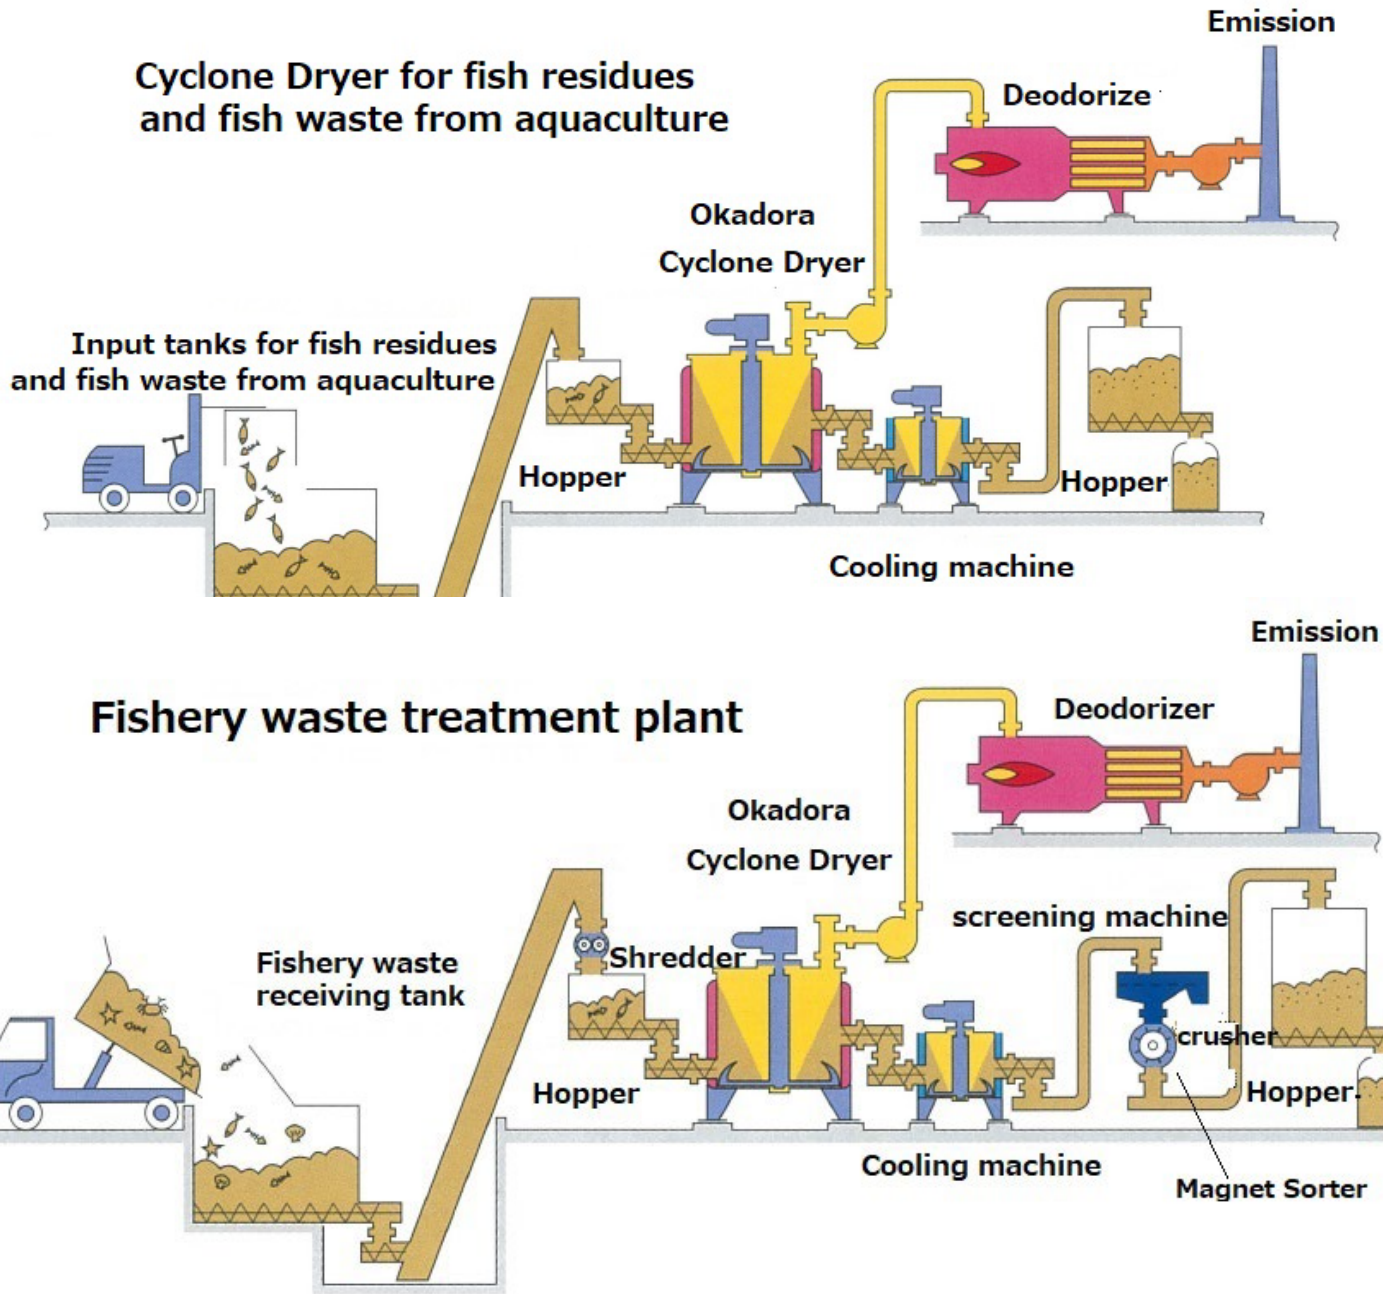 Emission
Cyclone Dryer for fish residues
and fish waste from aquaculture
Deodorize
Okadora
Cyclone Dryer
Input tanks for fish residues
and fish waste from aquaculture
Hopper
Hopper
Cooling machine
Emission
Fishery waste treatment plant
Deodorizer
Okadora
Cyclone Dryer
screening machine
Shredder
Fishery waste
receiving tank
crusher
Hopper
Hopper
Cooling machine
Magnet Sorter